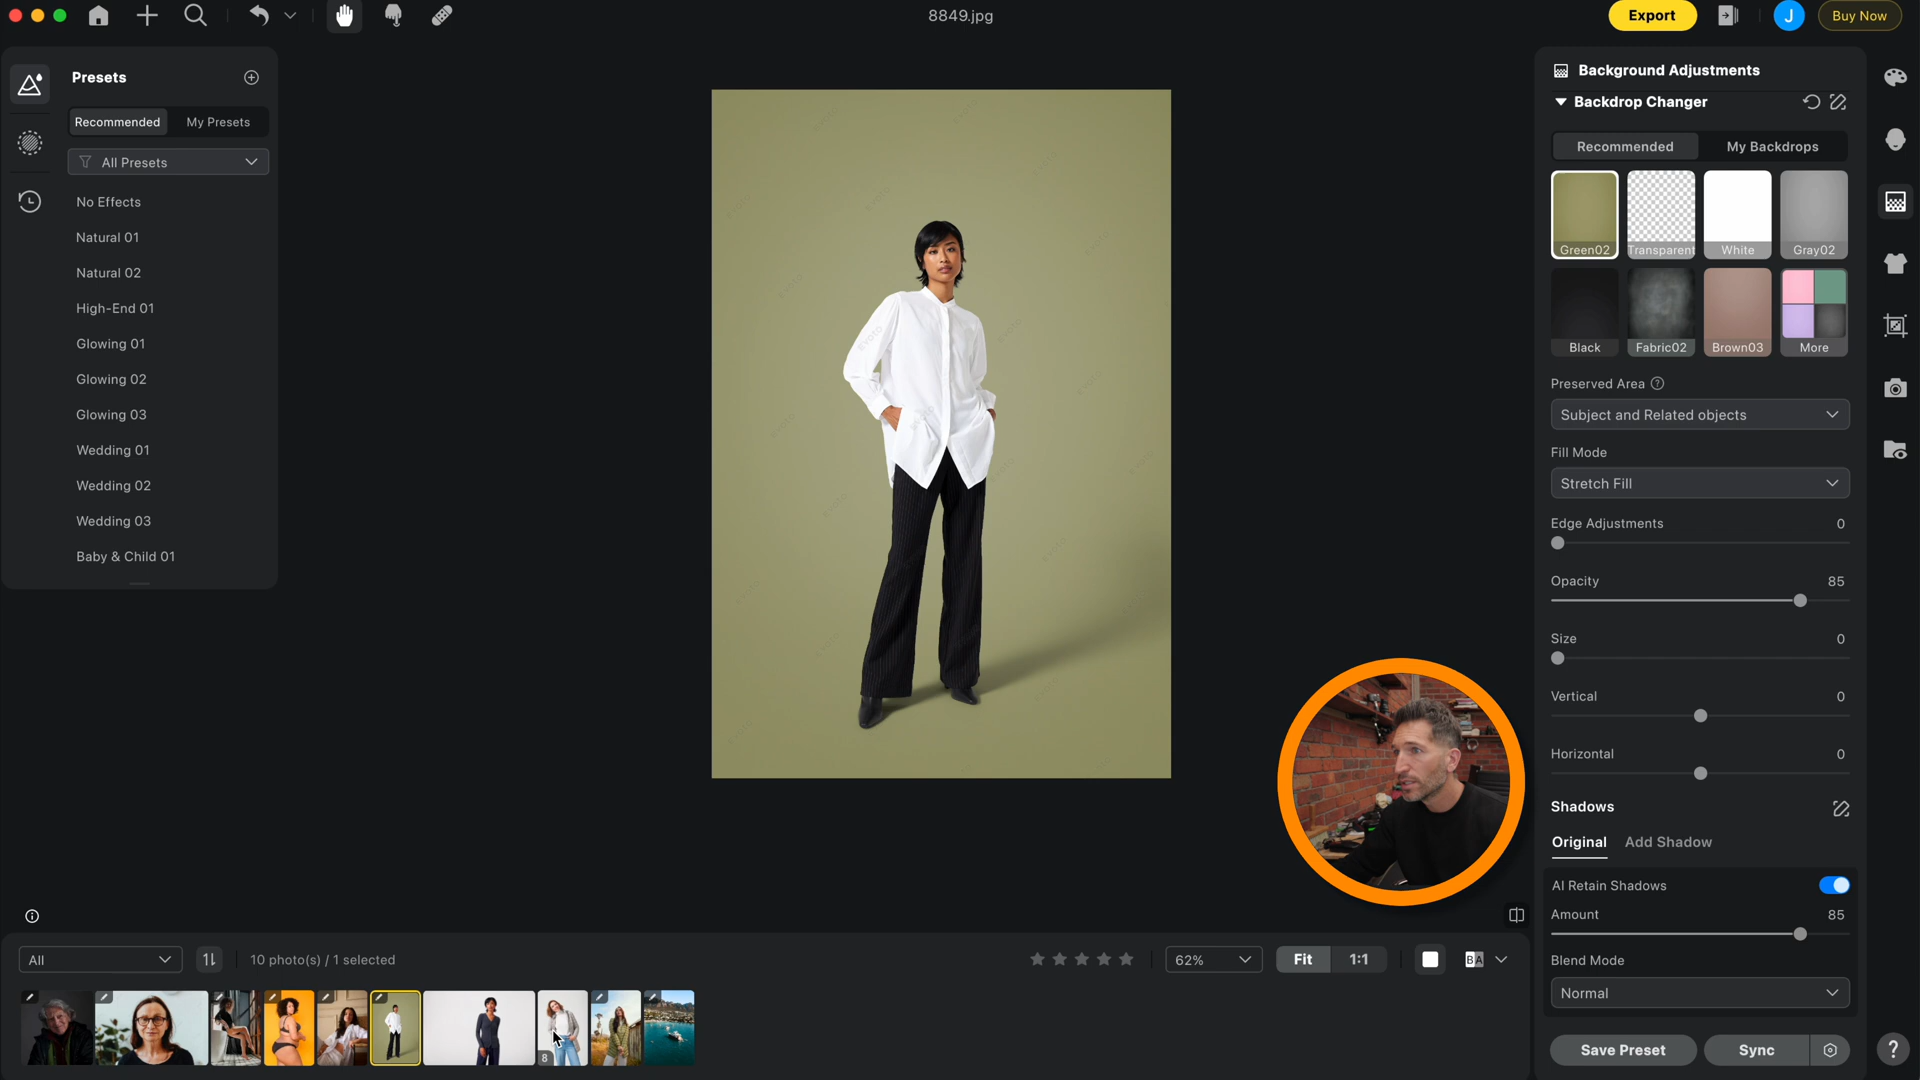 8849.jpg
Export
J
Buy Now
Presets
Recommended
My Presets
All Presets
No Effects
Natural 01
Natural 02
High-End 01
Glowing 01
Glowing 02
Glowing 03
Wedding 01
Wedding 02
Wedding 03
Baby & Child 01
Background Adjustments
Backdrop Changer
Recommended
My Backdrops
Green02
Transparent
White
Gray02
Black
Fabric02
Brown03
More
Preserved Area ?
Subject and Related objects
Fill Mode
Stretch Fill
Edge Adjustments 0
Opacity 85
Size 0
Vertical 0
Horizontal 0
Shadows
Original
Add Shadow
AI Retain Shadows
Amount 85
Blend Mode
Normal
Save Preset
Sync
?
All
10 photo(s) / 1 selected
62%
Fit
1:1
BA
8
evoto